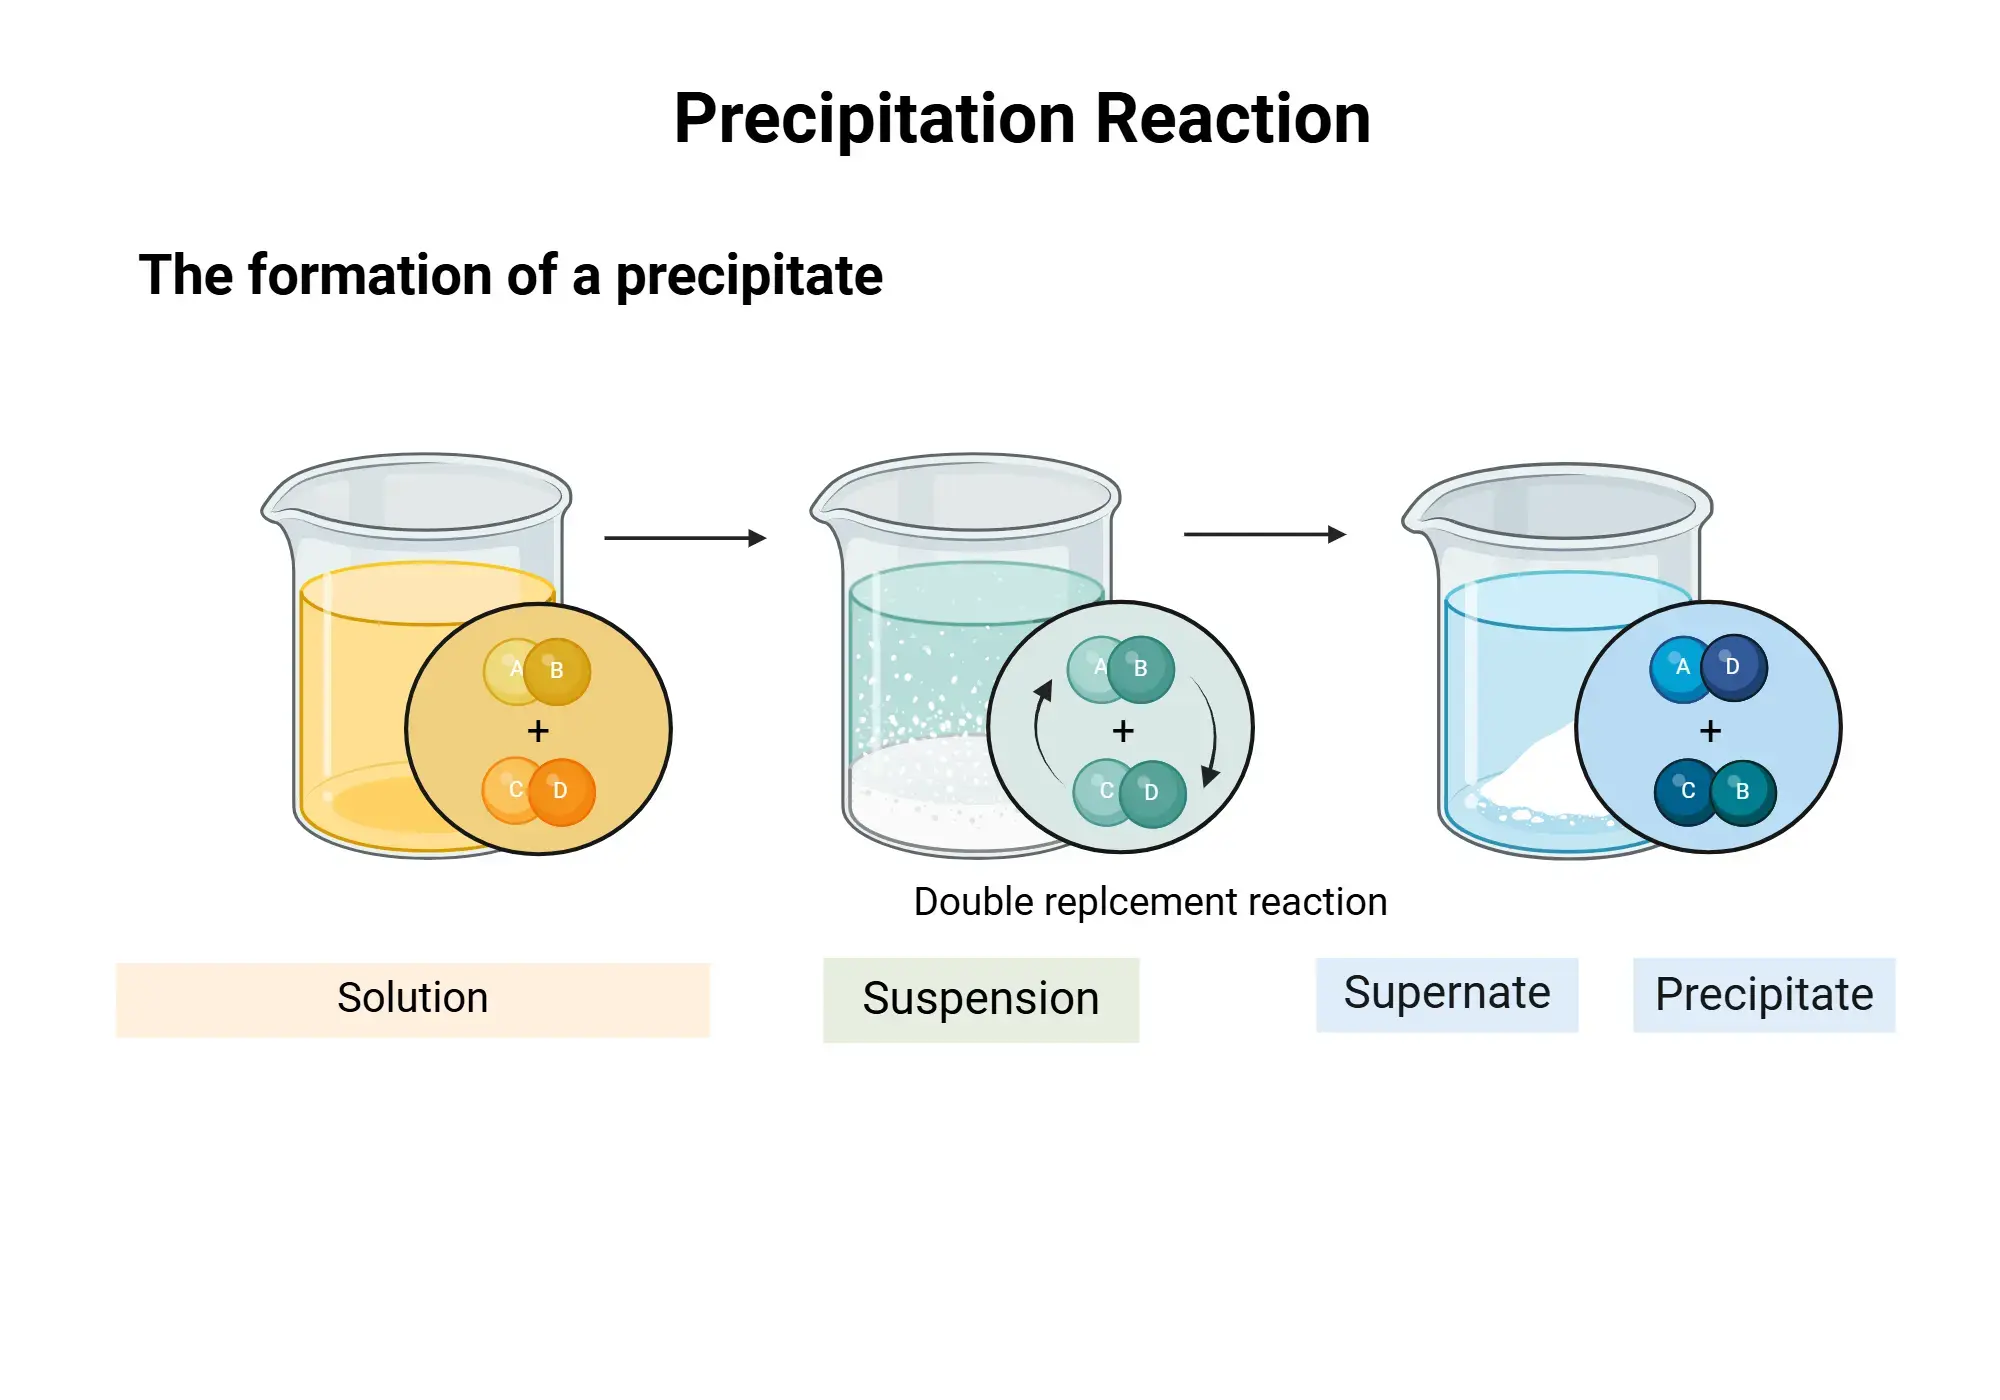 Precipitation Reaction
The formation of a precipitate
A B
+
C D
A B
+
C D
A D
+
C B
Double replcement reaction
Solution
Suspension
Supernate
Precipitate